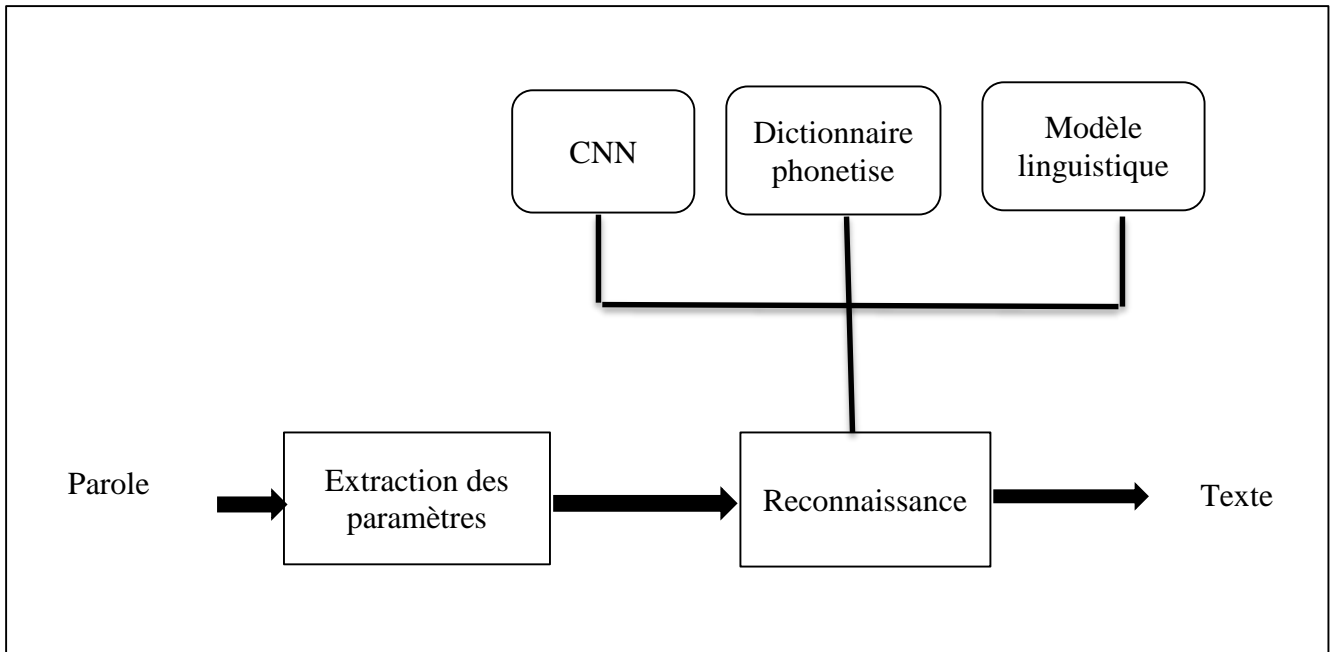 CNN
Dictionnaire
phonetise
Modèle
linguistique
Parole
Extraction des
paramètres
Reconnaissance
Texte